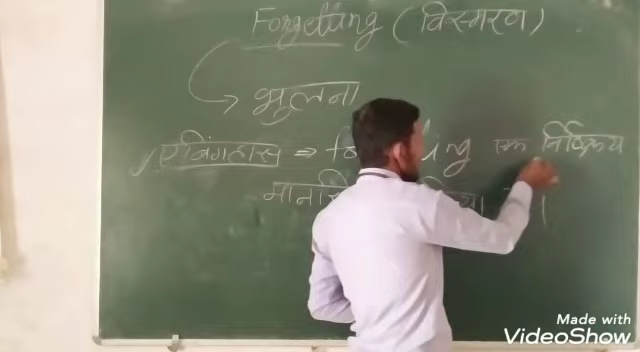 Forgetting (विस्मरण)
भुलना
एबिंगहास ⇒ एक निष्क्रिय
Made with
VideoShow